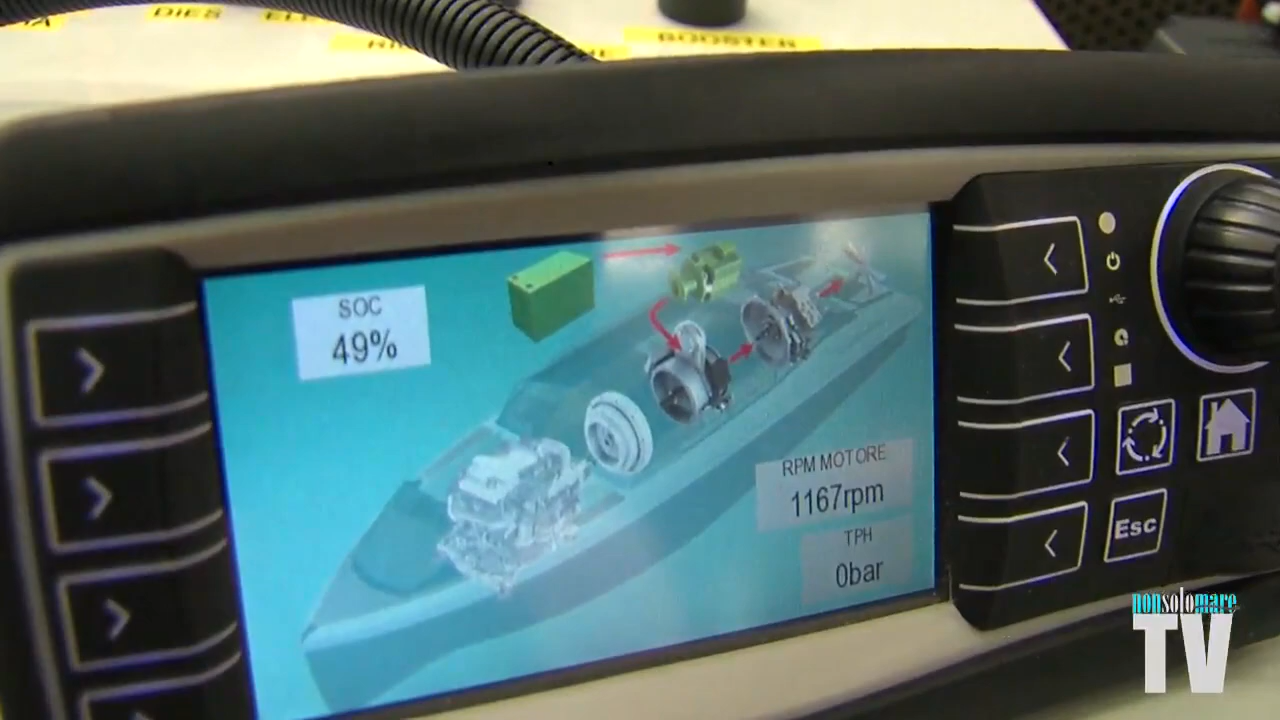 DIES
BOOSTER
SOC
49%
RPM MOTORE
1167rpm
TPH
0bar
Esc
nonsolomare
TV